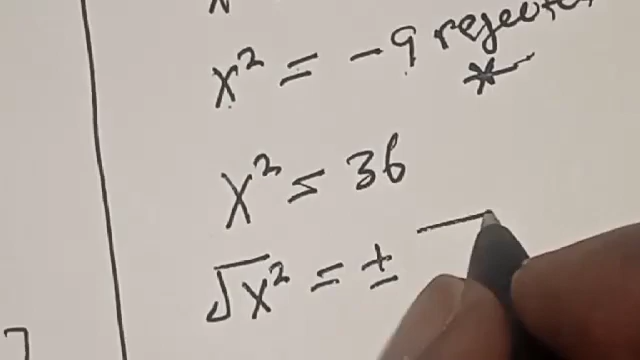 x² = -9 rejected
*
x² = 36
√x² = ±